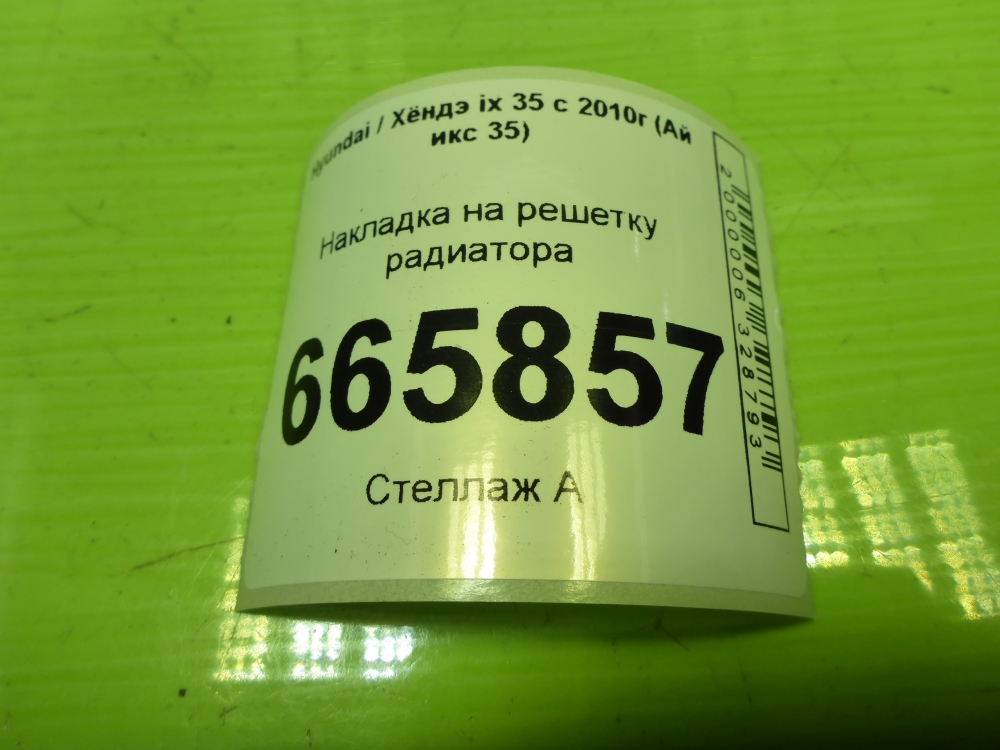 Hyundai / Хёндэ ix 35 с 2010г (Ай
икс 35)
Накладка на решетку
радиатора
665857
Стеллаж А
2000006328793